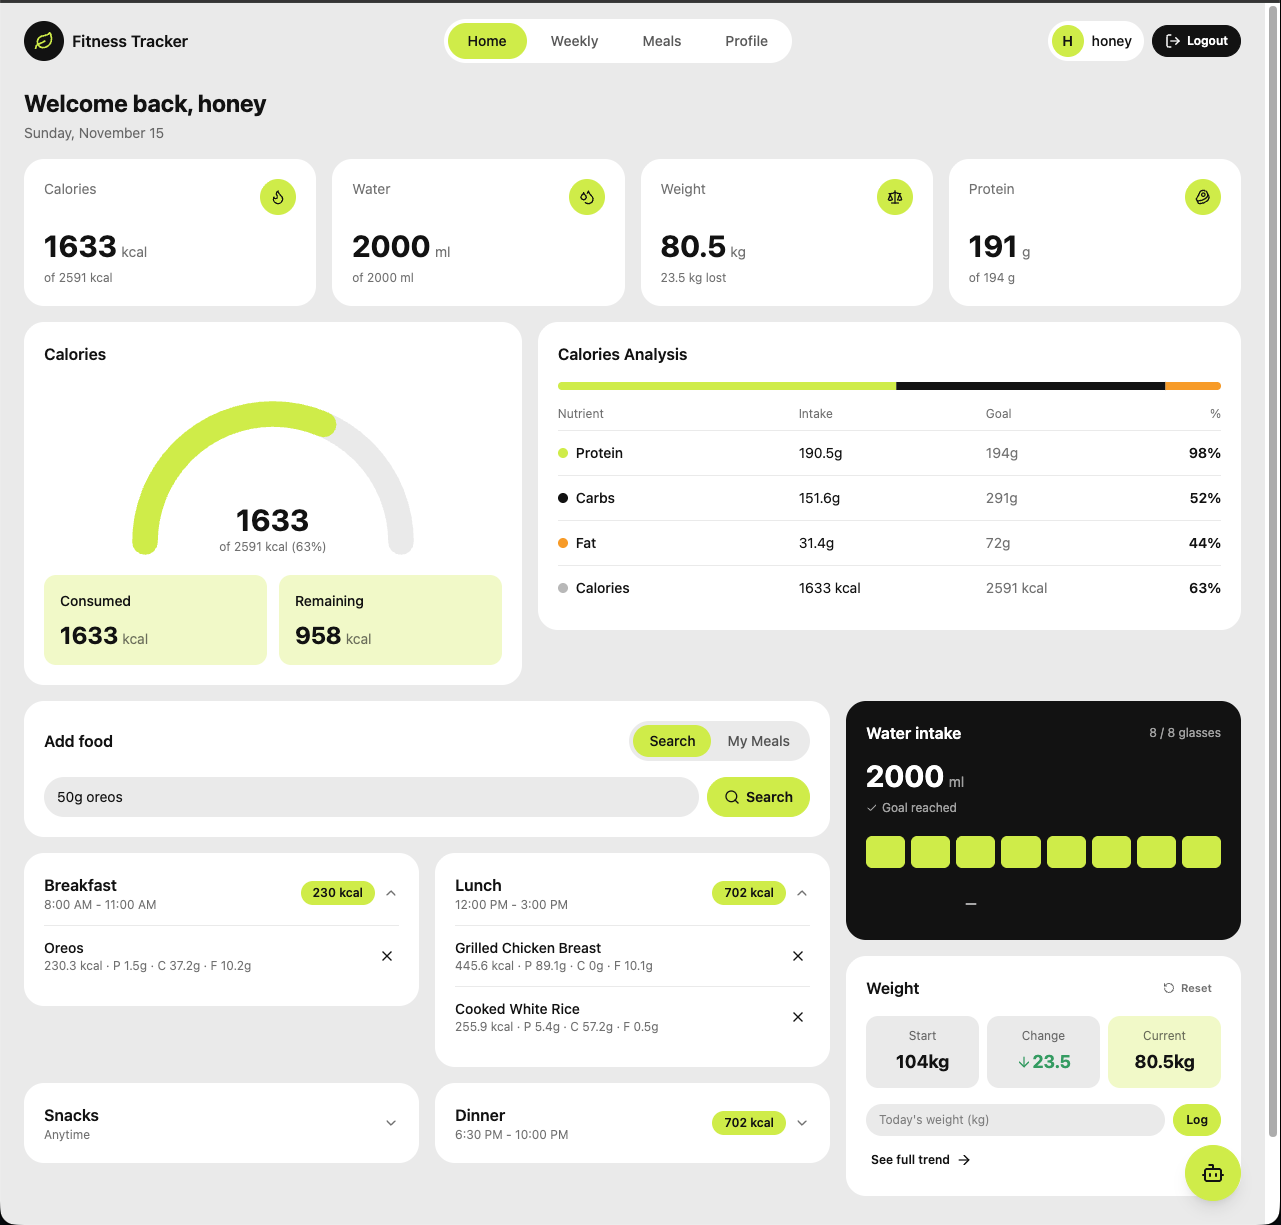 Fitness Tracker
Home Weekly Meals Profile
H honey
Logout
Welcome back, honey
Sunday, November 15
Calories
1633 kcal
of 2591 kcal
Water
2000 ml
of 2000 ml
Weight
80.5 kg
23.5 kg lost
Protein
191 g
of 194 g
Calories
1633
of 2591 kcal (63%)
Consumed
1633 kcal
Remaining
958 kcal
Calories Analysis
Nutrient Intake Goal %
Protein 190.5g 194g 98%
Carbs 151.6g 291g 52%
Fat 31.4g 72g 44%
Calories 1633 kcal 2591 kcal 63%
Add food
Search My Meals
50g oreos
Search
Water intake
8 / 8 glasses
2000 ml
Goal reached
Breakfast
8:00 AM - 11:00 AM
230 kcal
Oreos
230.3 kcal · P 1.5g · C 37.2g · F 10.2g
Lunch
12:00 PM - 3:00 PM
702 kcal
Grilled Chicken Breast
445.6 kcal · P 89.1g · C 0g · F 10.1g
Cooked White Rice
255.9 kcal · P 5.4g · C 57.2g · F 0.5g
Snacks
Anytime
Dinner
6:30 PM - 10:00 PM
702 kcal
Weight
Reset
Start
104kg
Change
↓23.5
Current
80.5kg
Today's weight (kg)
Log
See full trend →